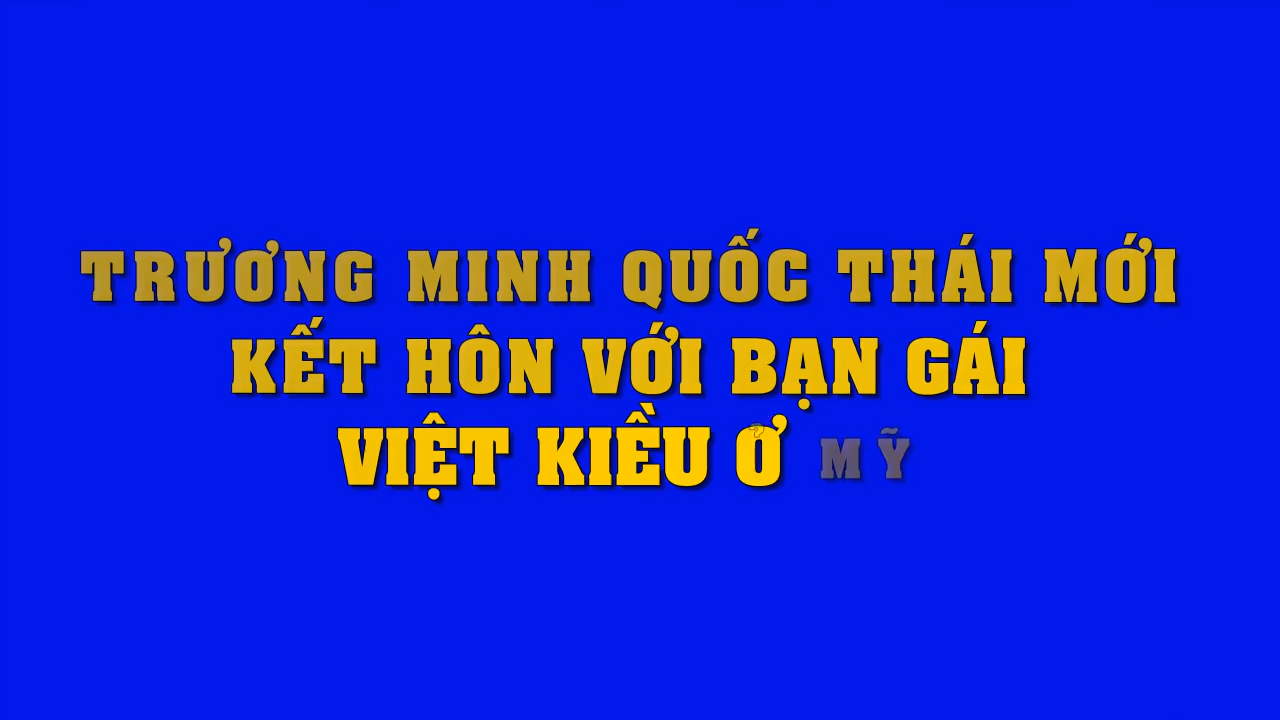 TRƯƠNG MINH QUỐC THÁI MỚI
KẾT HÔN VỚI BẠN GÁI
VIỆT KIỀU Ở MỸ